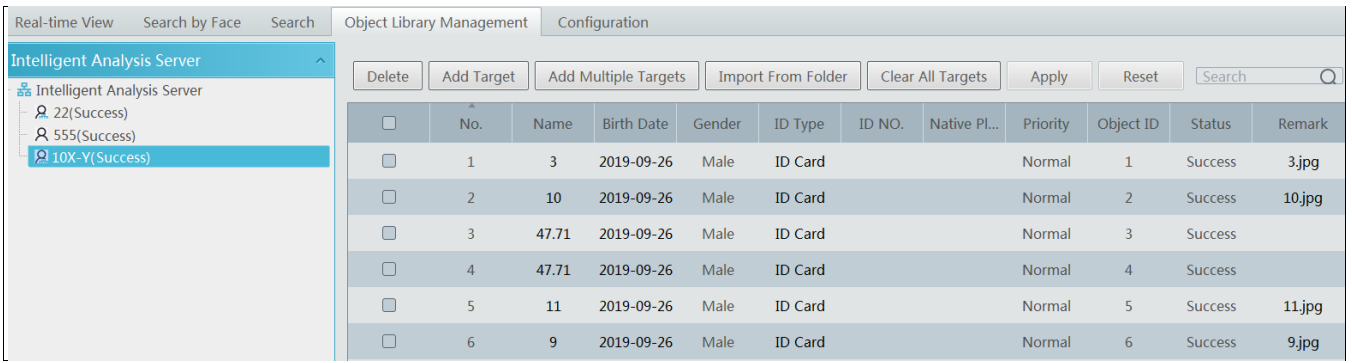 Real-time View Search by Face Search Object Library Management Configuration
Intelligent Analysis Server
Intelligent Analysis Server
22(Success)
555(Success)
10X-Y(Success)
Delete Add Target Add Multiple Targets Import From Folder Clear All Targets Apply Reset Search
No. Name Birth Date Gender ID Type ID NO. Native Pl... Priority Object ID Status Remark
1 3 2019-09-26 Male ID Card Normal 1 Success 3.jpg
2 10 2019-09-26 Male ID Card Normal 2 Success 10.jpg
3 47.71 2019-09-26 Male ID Card Normal 3 Success
4 47.71 2019-09-26 Male ID Card Normal 4 Success
5 11 2019-09-26 Male ID Card Normal 5 Success 11.jpg
6 9 2019-09-26 Male ID Card Normal 6 Success 9.jpg